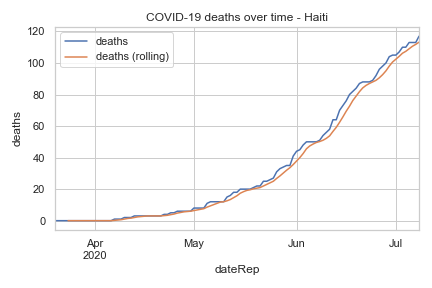 COVID-19 deaths over time - Haiti
deaths
deaths (rolling)
120
100
80
60
40
20
0
deaths
Apr
2020
May
Jun
Jul
dateRep